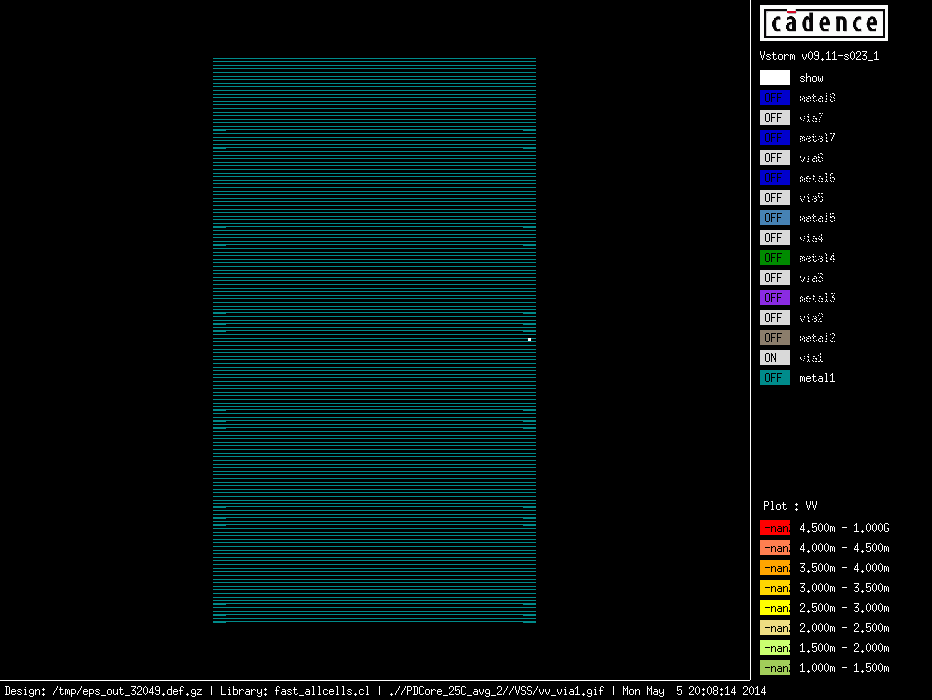 cadence
Vstorm v09.11-s023_1
show
metal8
OFF via7
metal7
OFF via6
metal6
OFF via5
OFF metal5
OFF via4
OFF metal4
OFF via3
OFF metal3
OFF via2
OFF metal2
ON via1
OFF metal1
Plot : VV
-nan% 4.500m - 1.000G
-nan% 4.000m - 4.500m
-nan% 3.500m - 4.000m
-nan% 3.000m - 3.500m
-nan% 2.500m - 3.000m
-nan% 2.000m - 2.500m
-nan% 1.500m - 2.000m
-nan% 1.000m - 1.500m
Design: /tmp/eps_out_32049.def.gz | Library: fast_allcells.cl | .//PDCore_25C_avg_2//VSS/vv_via1.gif | Mon May 5 20:08:14 2014